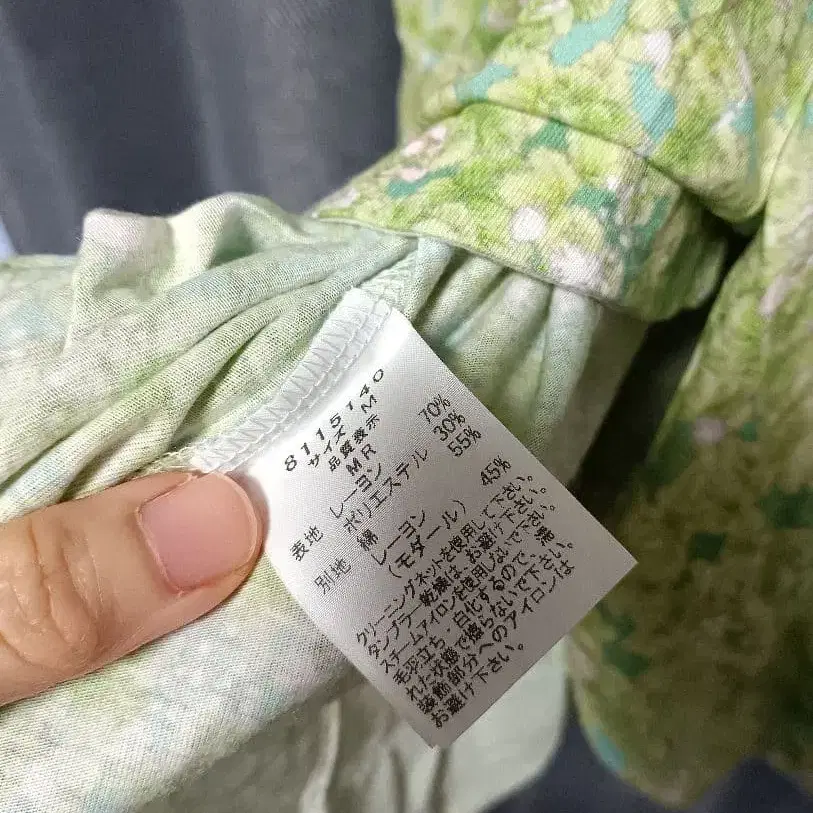 8115140
サイズ M
品質表示
MR
表地 レーヨン 70%
ポリエステル 30%
別地 綿 55%
レーヨン 45%
(モダール)
クリーニングネットを使用して下さい。
タンブラー乾燥はお避け下さい。
スチームアイロンを使用しないで下さい。
毛羽立ち・白化するので、濡
れた状態で擦らないで下さい。
装飾部分へのアイロンは
お避け下さい。